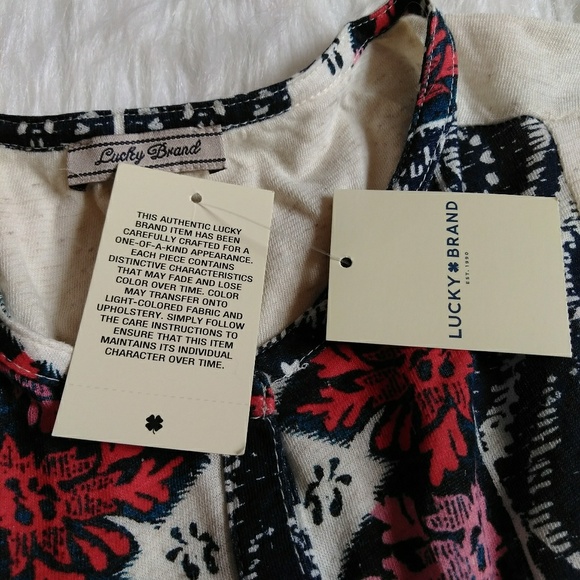 Lucky Brand
THIS AUTHENTIC LUCKY
BRAND ITEM HAS BEEN
CAREFULLY CRAFTED FOR A
ONE-OF-A-KIND APPEARANCE.
EACH PIECE CONTAINS
DISTINCTIVE CHARACTERISTICS
THAT MAY FADE AND LOSE
COLOR OVER TIME. COLOR
MAY TRANSFER ONTO
LIGHT-COLORED FABRIC AND
UPHOLSTERY. SIMPLY FOLLOW
THE CARE INSTRUCTIONS TO
ENSURE THAT THIS ITEM
MAINTAINS ITS INDIVIDUAL
CHARACTER OVER TIME.
LUCKY BRAND
EST. 1990